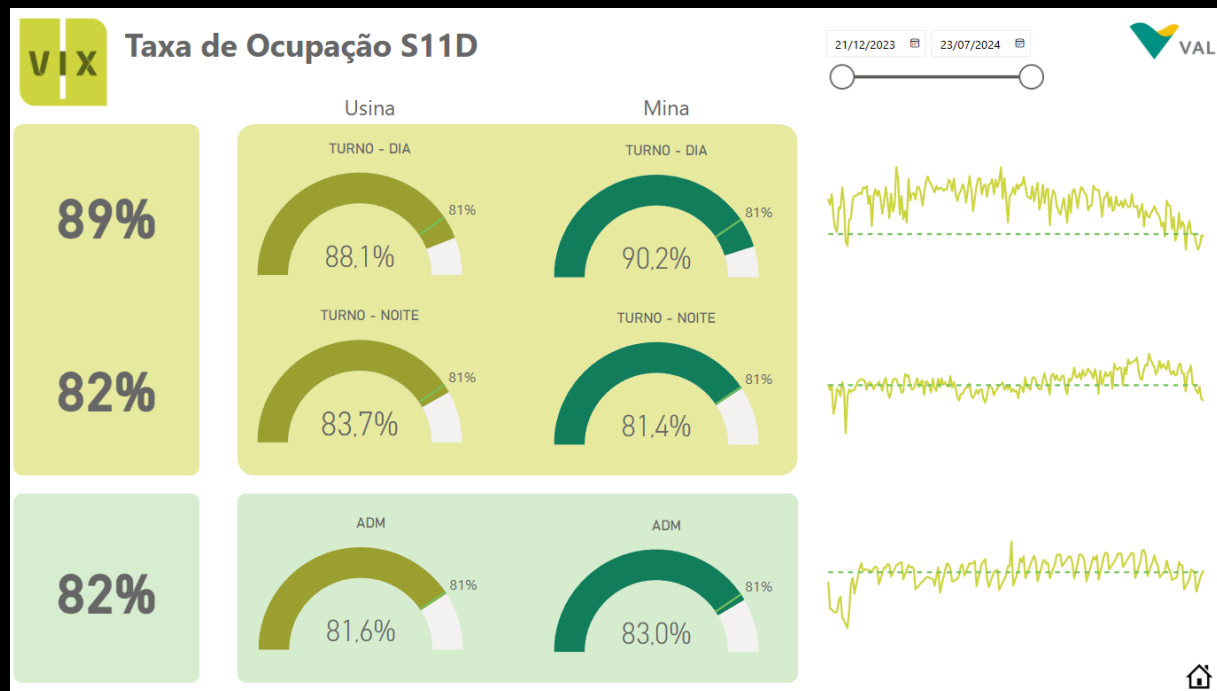 VIX
Taxa de Ocupação S11D
21/12/2023
23/07/2024
VAL
Usina
Mina
89%
TURNO - DIA
81%
88,1%
TURNO - DIA
81%
90,2%
82%
TURNO - NOITE
81%
83,7%
TURNO - NOITE
81%
81,4%
82%
ADM
81%
81,6%
ADM
81%
83,0%